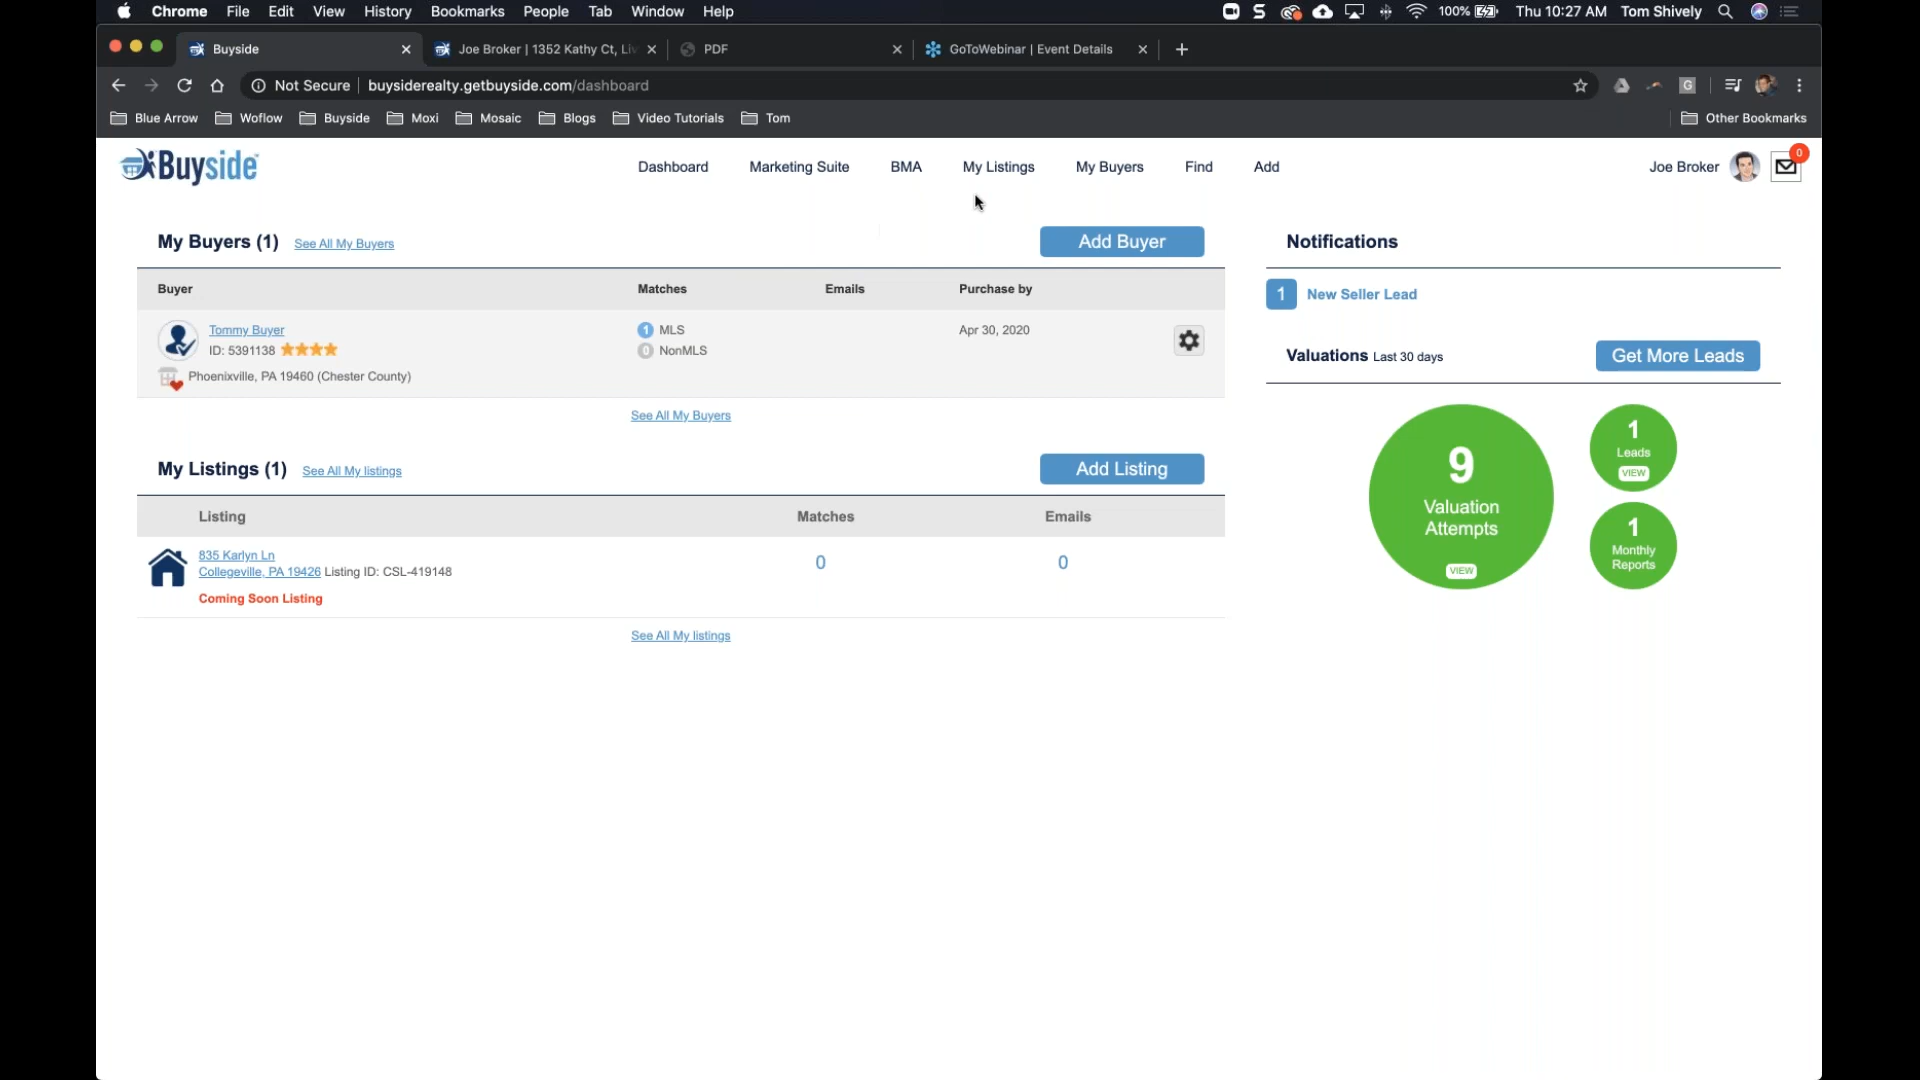 Chrome File Edit View History Bookmarks People Tab Window Help 100% Thu 10:27 AM Tom Shively
Buyside Joe Broker | 1352 Kathy Ct, Liv PDF GoToWebinar | Event Details
Not Secure buysiderealty.getbuyside.com/dashboard G
Blue Arrow Woflow Buyside Moxi Mosaic Blogs Video Tutorials Tom Other Bookmarks
Buyside Dashboard Marketing Suite BMA My Listings My Buyers Find Add Joe Broker 0
My Buyers (1) See All My Buyers Add Buyer
Buyer Matches Emails Purchase by
Tommy Buyer 1 MLS Apr 30, 2020
ID: 5391138 0 NonMLS
Phoenixville, PA 19460 (Chester County)
See All My Buyers
My Listings (1) See All My listings Add Listing
Listing Matches Emails
835 Karlyn Ln 0 0
Collegeville, PA 19426 Listing ID: CSL-419148
Coming Soon Listing
See All My listings
Notifications
1 New Seller Lead
Valuations Last 30 days Get More Leads
9
Valuation
Attempts
VIEW
1
Leads
VIEW
1
Monthly
Reports